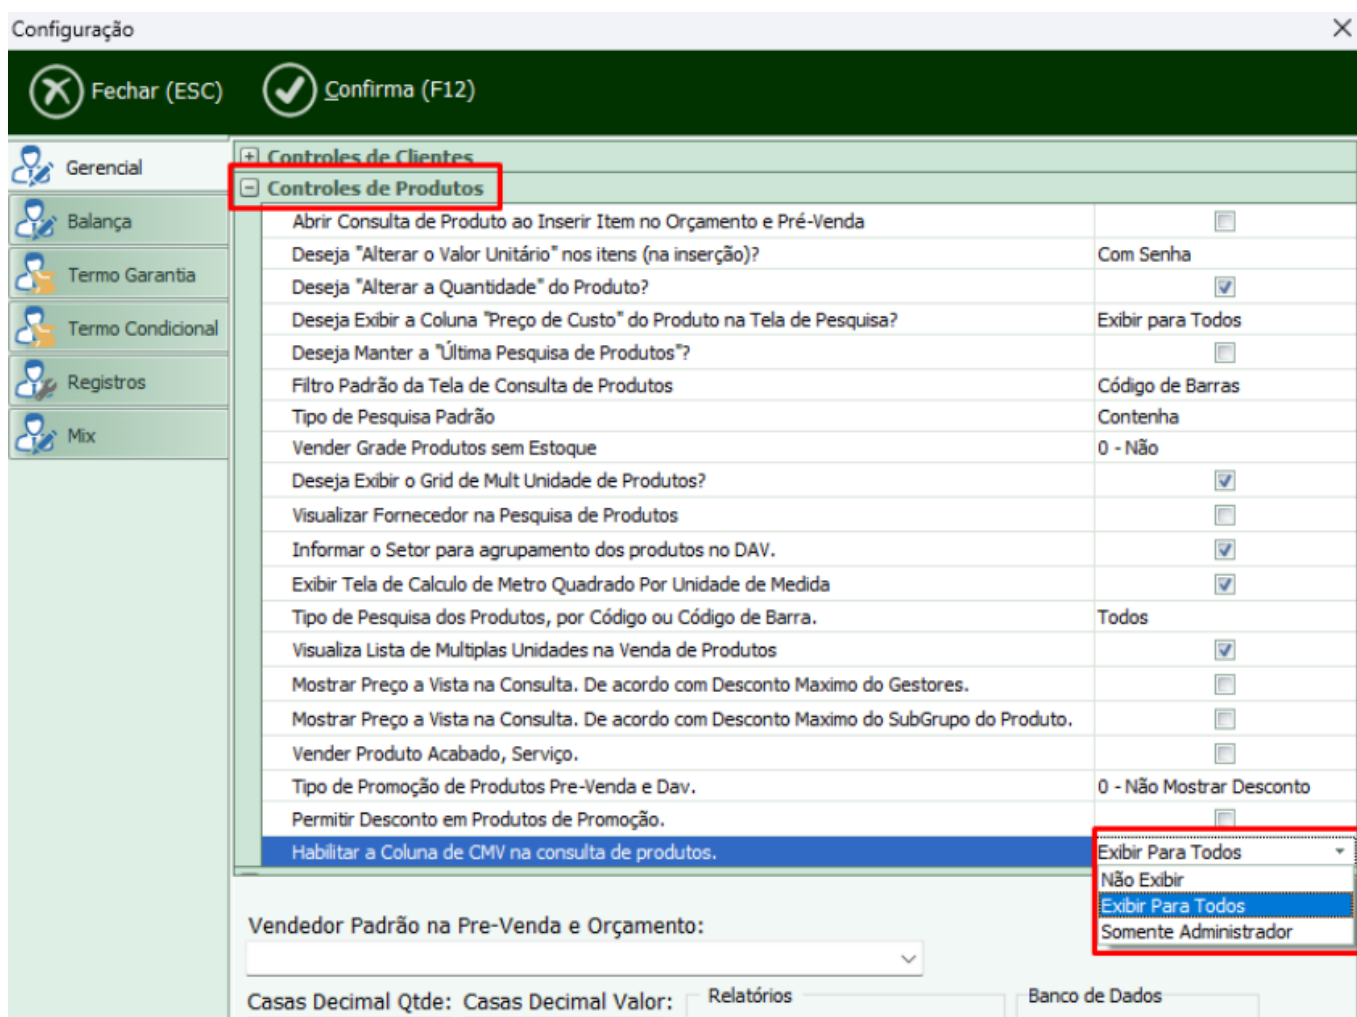 Configuração
Fechar (ESC)
Confirma (F12)
Gerencial
Balança
Termo Garantia
Termo Condicional
Registros
Mix
Controles de Clientes
Controles de Produtos
Abrir Consulta de Produto ao Inserir Item no Orçamento e Pré-Venda
Deseja "Alterar o Valor Unitário" nos itens (na inserção)? Com Senha
Deseja "Alterar a Quantidade" do Produto?
Deseja Exibir a Coluna "Preço de Custo" do Produto na Tela de Pesquisa? Exibir para Todos
Deseja Manter a "Última Pesquisa de Produtos"?
Filtro Padrão da Tela de Consulta de Produtos Código de Barras
Tipo de Pesquisa Padrão Contenha
Vender Grade Produtos sem Estoque 0 - Não
Deseja Exibir o Grid de Mult Unidade de Produtos?
Visualizar Fornecedor na Pesquisa de Produtos
Informar o Setor para agrupamento dos produtos no DAV.
Exibir Tela de Calculo de Metro Quadrado Por Unidade de Medida
Tipo de Pesquisa dos Produtos, por Código ou Código de Barra. Todos
Visualiza Lista de Multiplas Unidades na Venda de Produtos
Mostrar Preço a Vista na Consulta. De acordo com Desconto Maximo do Gestores.
Mostrar Preço a Vista na Consulta. De acordo com Desconto Maximo do SubGrupo do Produto.
Vender Produto Acabado, Serviço.
Tipo de Promoção de Produtos Pre-Venda e Dav. 0 - Não Mostrar Desconto
Permitir Desconto em Produtos de Promoção.
Habilitar a Coluna de CMV na consulta de produtos. Exibir Para Todos
Não Exibir
Exibir Para Todos
Somente Administrador
Vendedor Padrão na Pre-Venda e Orçamento:
Casas Decimal Qtde: Casas Decimal Valor: Relatórios Banco de Dados